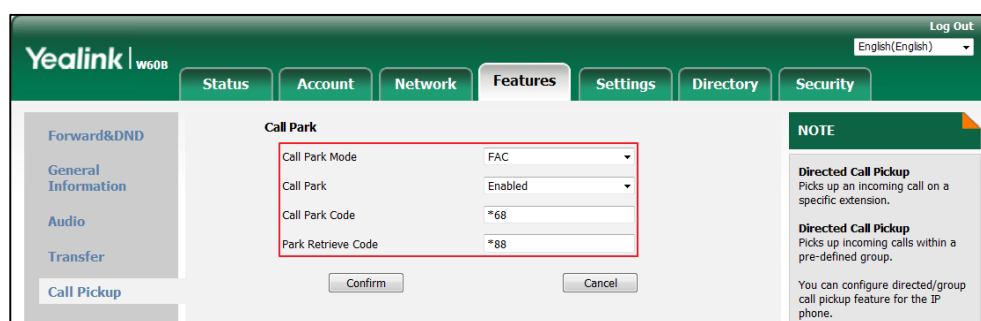 Log Out
English(English)
Yealink W60B
Status Account Network Features Settings Directory Security
Forward&DND
General
Information
Audio
Transfer
Call Pickup
Call Park
Call Park Mode FAC
Call Park Enabled
Call Park Code *68
Park Retrieve Code *88
Confirm Cancel
NOTE
Directed Call Pickup
Picks up an incoming call on a
specific extension.
Directed Call Pickup
Picks up incoming calls within a
pre-defined group.
You can configure directed/group
call pickup feature for the IP
phone.